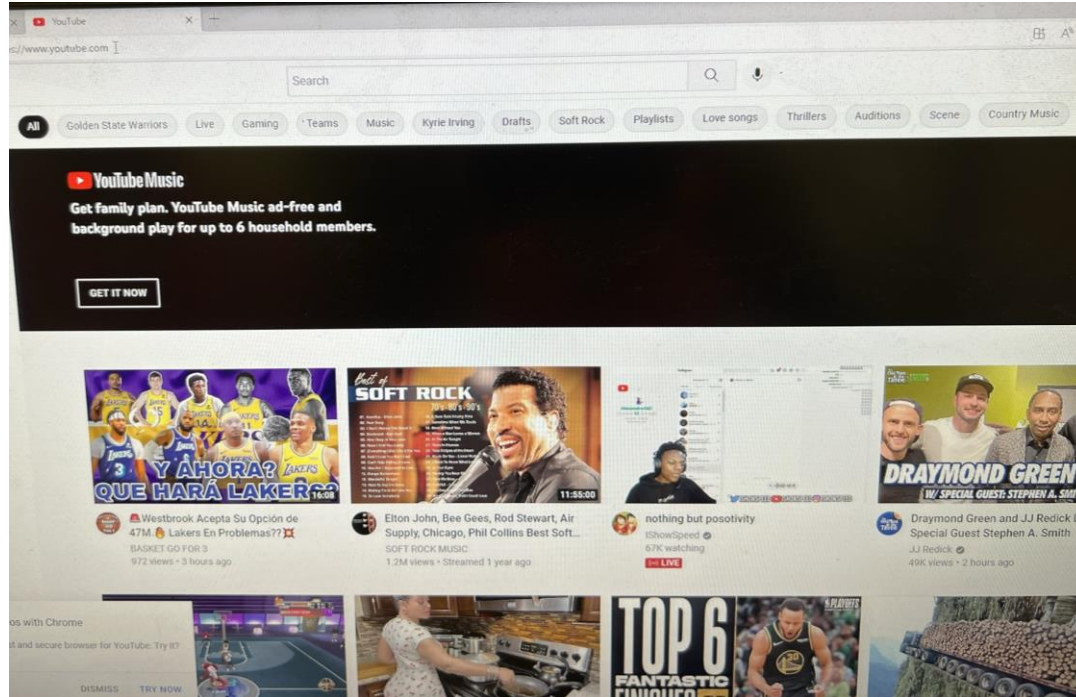 YouTube
s://www.youtube.com
Search
All
Golden State Warriors
Live
Gaming
Teams
Music
Kyrie Irving
Drafts
Soft Rock
Playlists
Love songs
Thrillers
Auditions
Scene
Country Music
YouTube Music
Get family plan. YouTube Music ad-free and
background play for up to 6 household members.
GET IT NOW
Y AHORA?
QUE HARÁ LAKERS?
16:08
Best of
SOFT ROCK
70's-80's-90's
11:55:00
DRAYMOND GREEN
W/ SPECIAL GUEST: STEPHEN A. SMI
🚨Westbrook Acepta Su Opción de
47M.🔥 Lakers En Problemas??💢
BASKET GO FOR 3
972 views • 3 hours ago
Elton John, Bee Gees, Rod Stewart, Air
Supply, Chicago, Phil Collins Best Soft...
SOFT ROCK MUSIC
1.2M views • Streamed 1 year ago
nothing but posotivity
IShowSpeed
67K watching
LIVE
Draymond Green and JJ Redick
Special Guest Stephen A. Smith
JJ Redick
49K views • 2 hours ago
os with Chrome
and secure browser for YouTube. Try it?
DISMISS
TRY NOW
TOP 6
FANTASTIC
PLAYOFFS
30